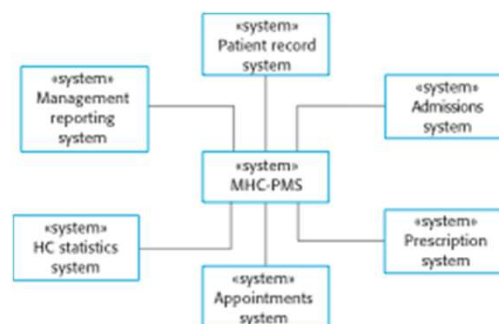 «system»
Patient record
system
«system»
Management
reporting
system
«system»
Admissions
system
«system»
MHC-PMS
«system»
HC statistics
system
«system»
Prescription
system
«system»
Appointments
system